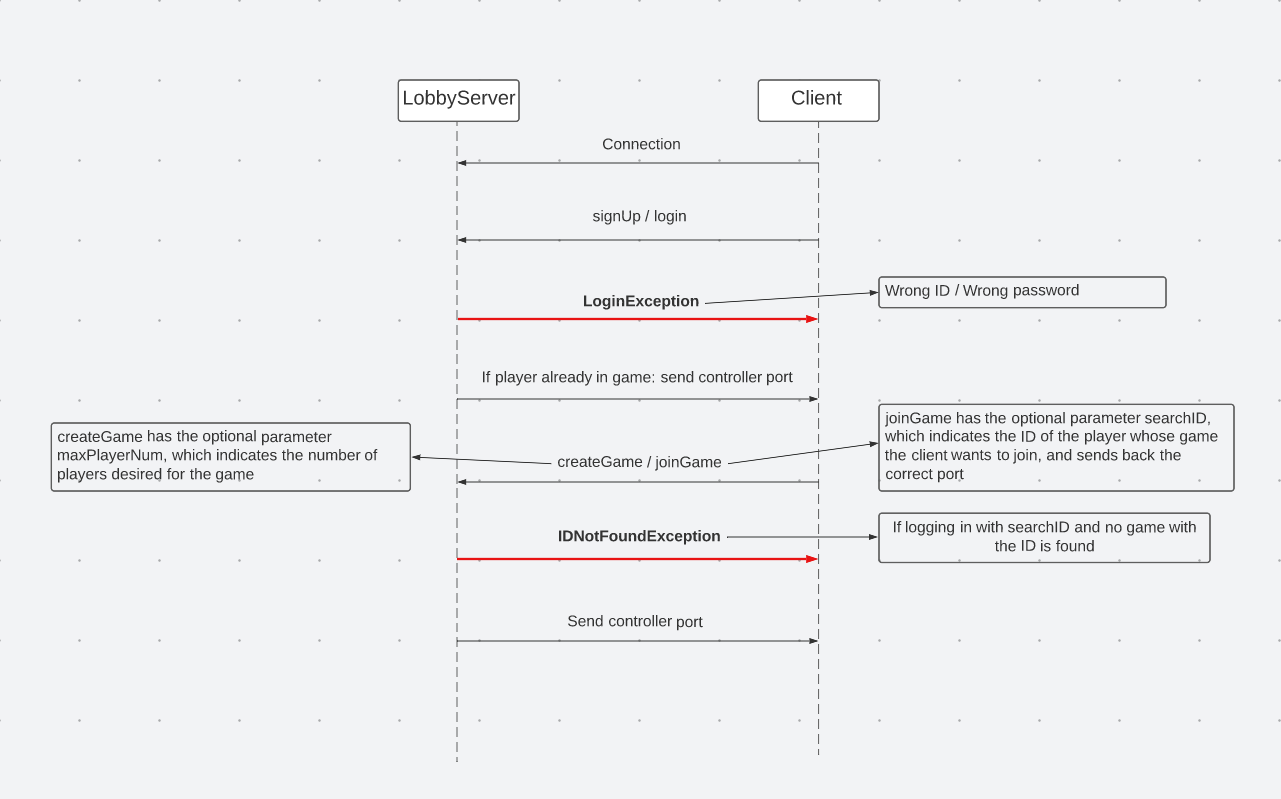 LobbyServer
Client
Connection
signUp / login
LoginException
Wrong ID / Wrong password
If player already in game: send controller port
createGame has the optional parameter
maxPlayerNum, which indicates the number of
players desired for the game
createGame / joinGame
joinGame has the optional parameter searchID,
which indicates the ID of the player whose game
the client wants to join, and sends back the
correct port
IDNotFoundException
If logging in with searchID and no game with
the ID is found
Send controller port